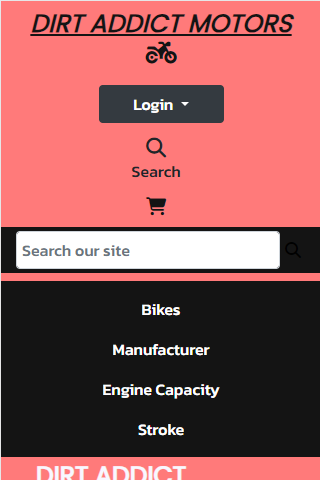 DIRT ADDICT MOTORS
Login
Search
Search our site
Bikes
Manufacturer
Engine Capacity
Stroke
DIRT ADDICT